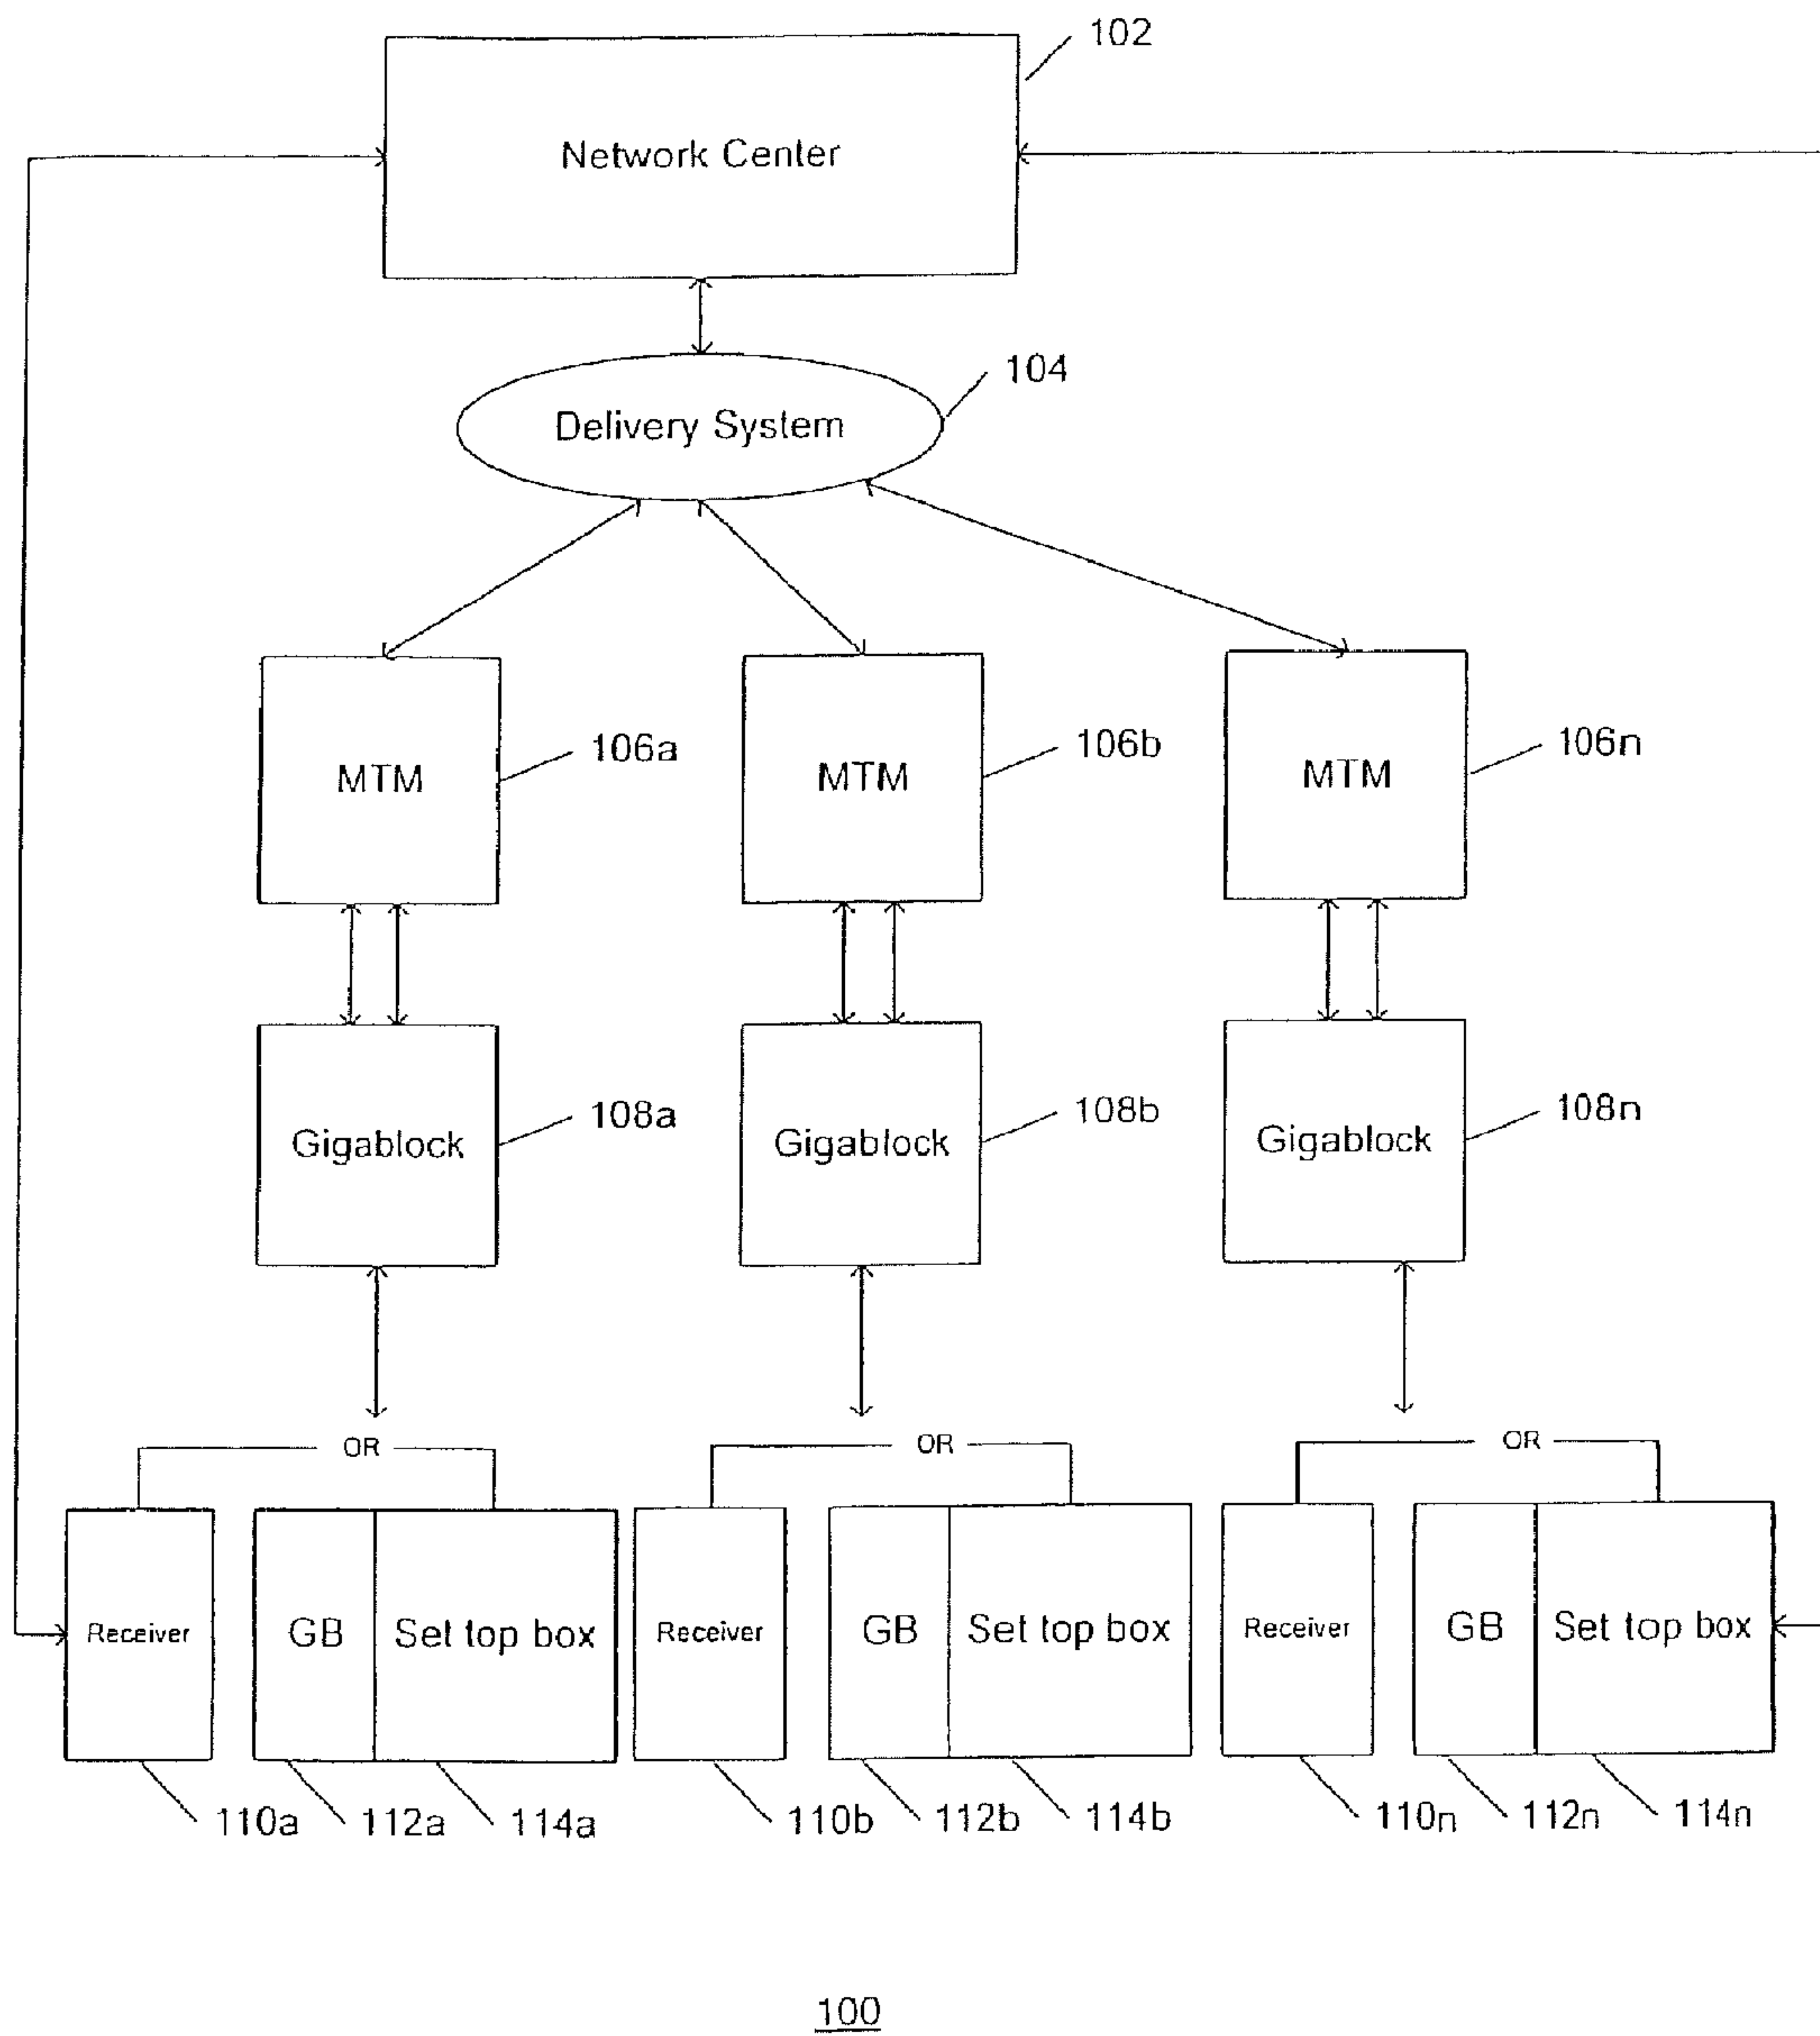 102
Network Center
104
Delivery System
106a
106b
106n
MTM
MTM
MTM
108a
108b
108n
Gigablock
Gigablock
Gigablock
OR
OR
OR
Receiver
GB
Set top box
Receiver
GB
Set top box
Receiver
GB
Set top box
110a
112a
114a
110b
112b
114b
110n
112n
114n
100